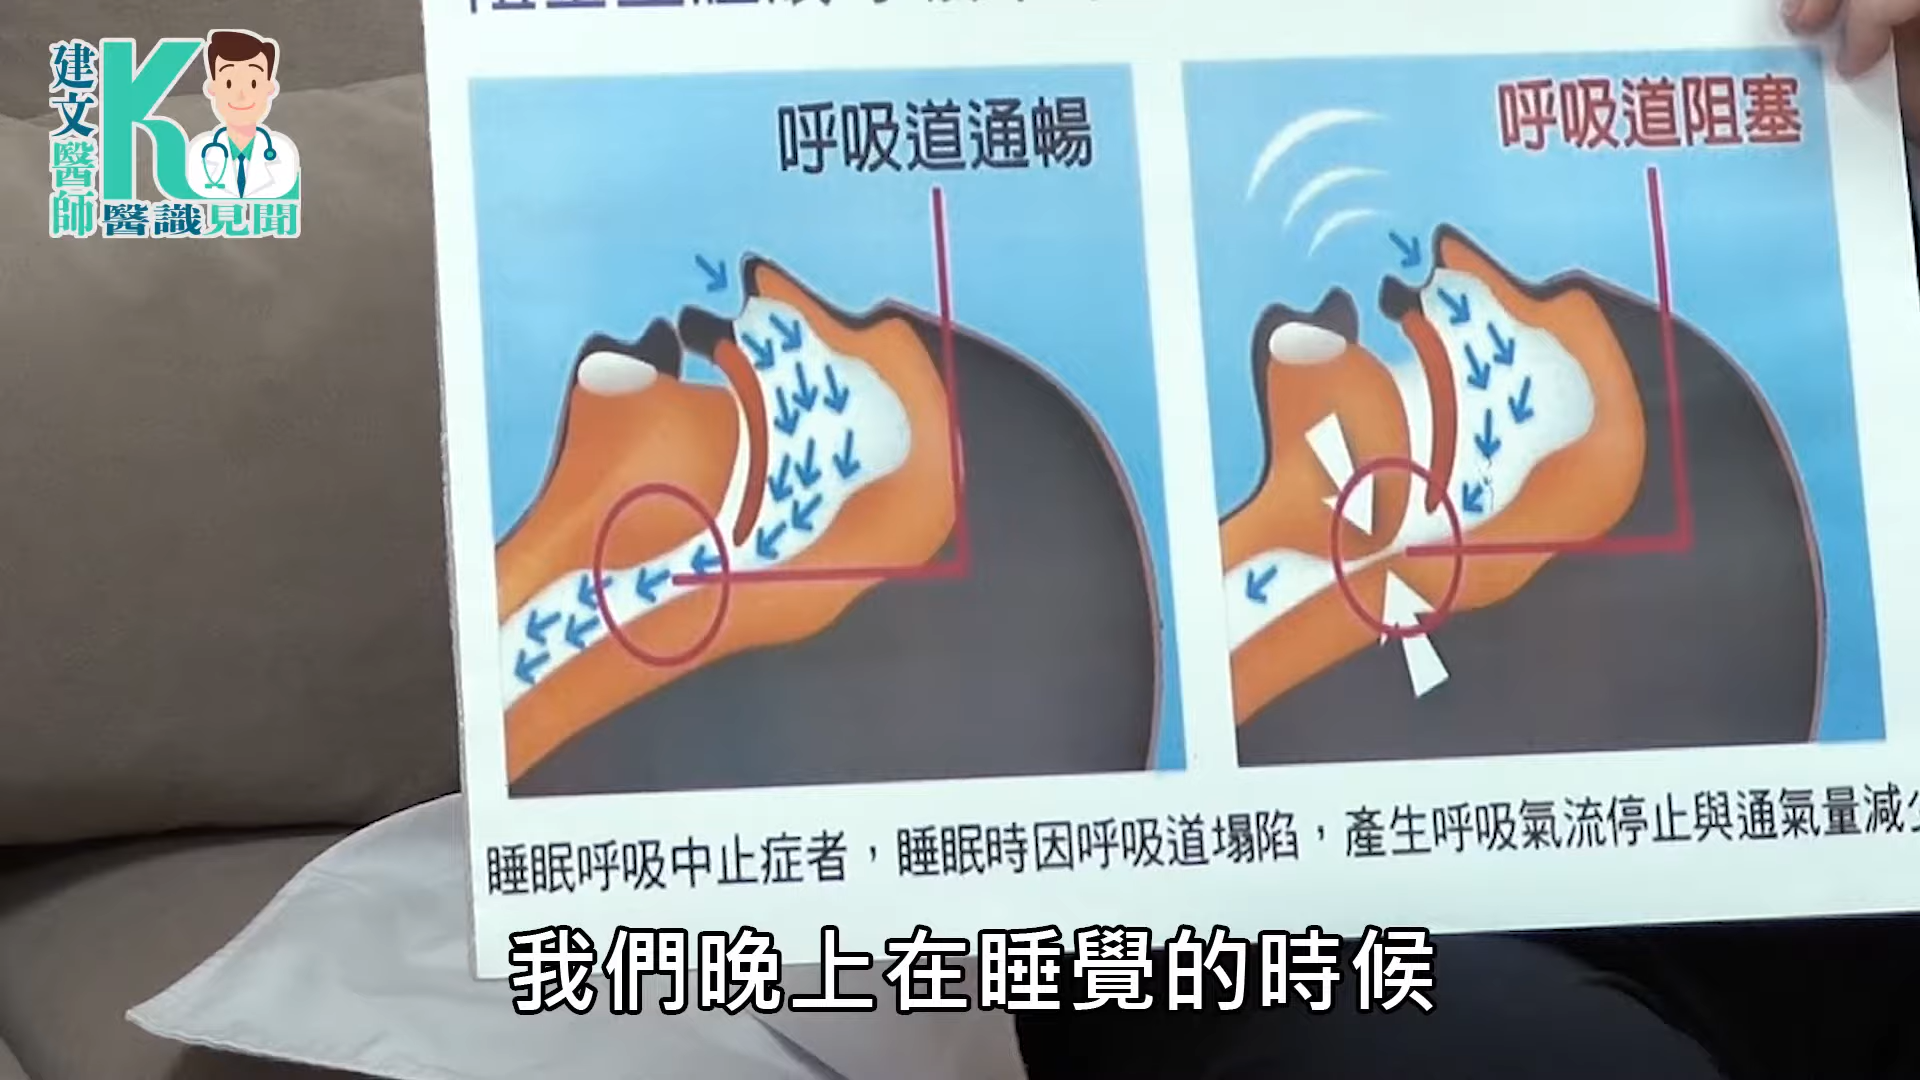 建文醫師
醫識見聞
呼吸道通暢
呼吸道阻塞
睡眠呼吸中止症者，睡眠時因呼吸道塌陷，產生呼吸氣流停止與通氣量減
我們晚上在睡覺的時候